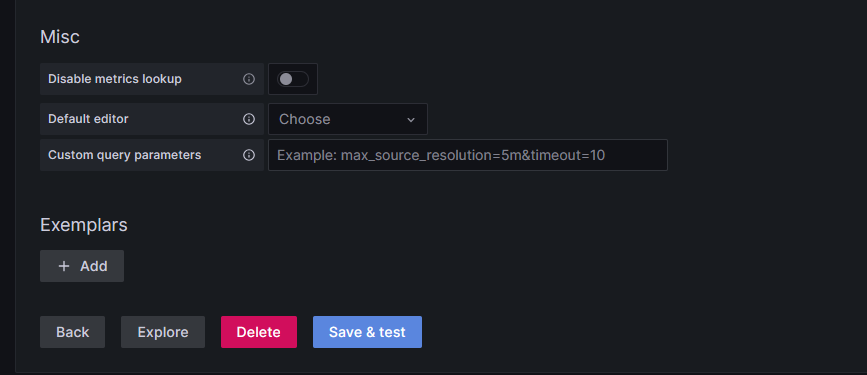 Misc
Disable metrics lookup
Default editor Choose
Custom query parameters Example: max_source_resolution=5m&timeout=10
Exemplars
+ Add
Back Explore Delete Save & test